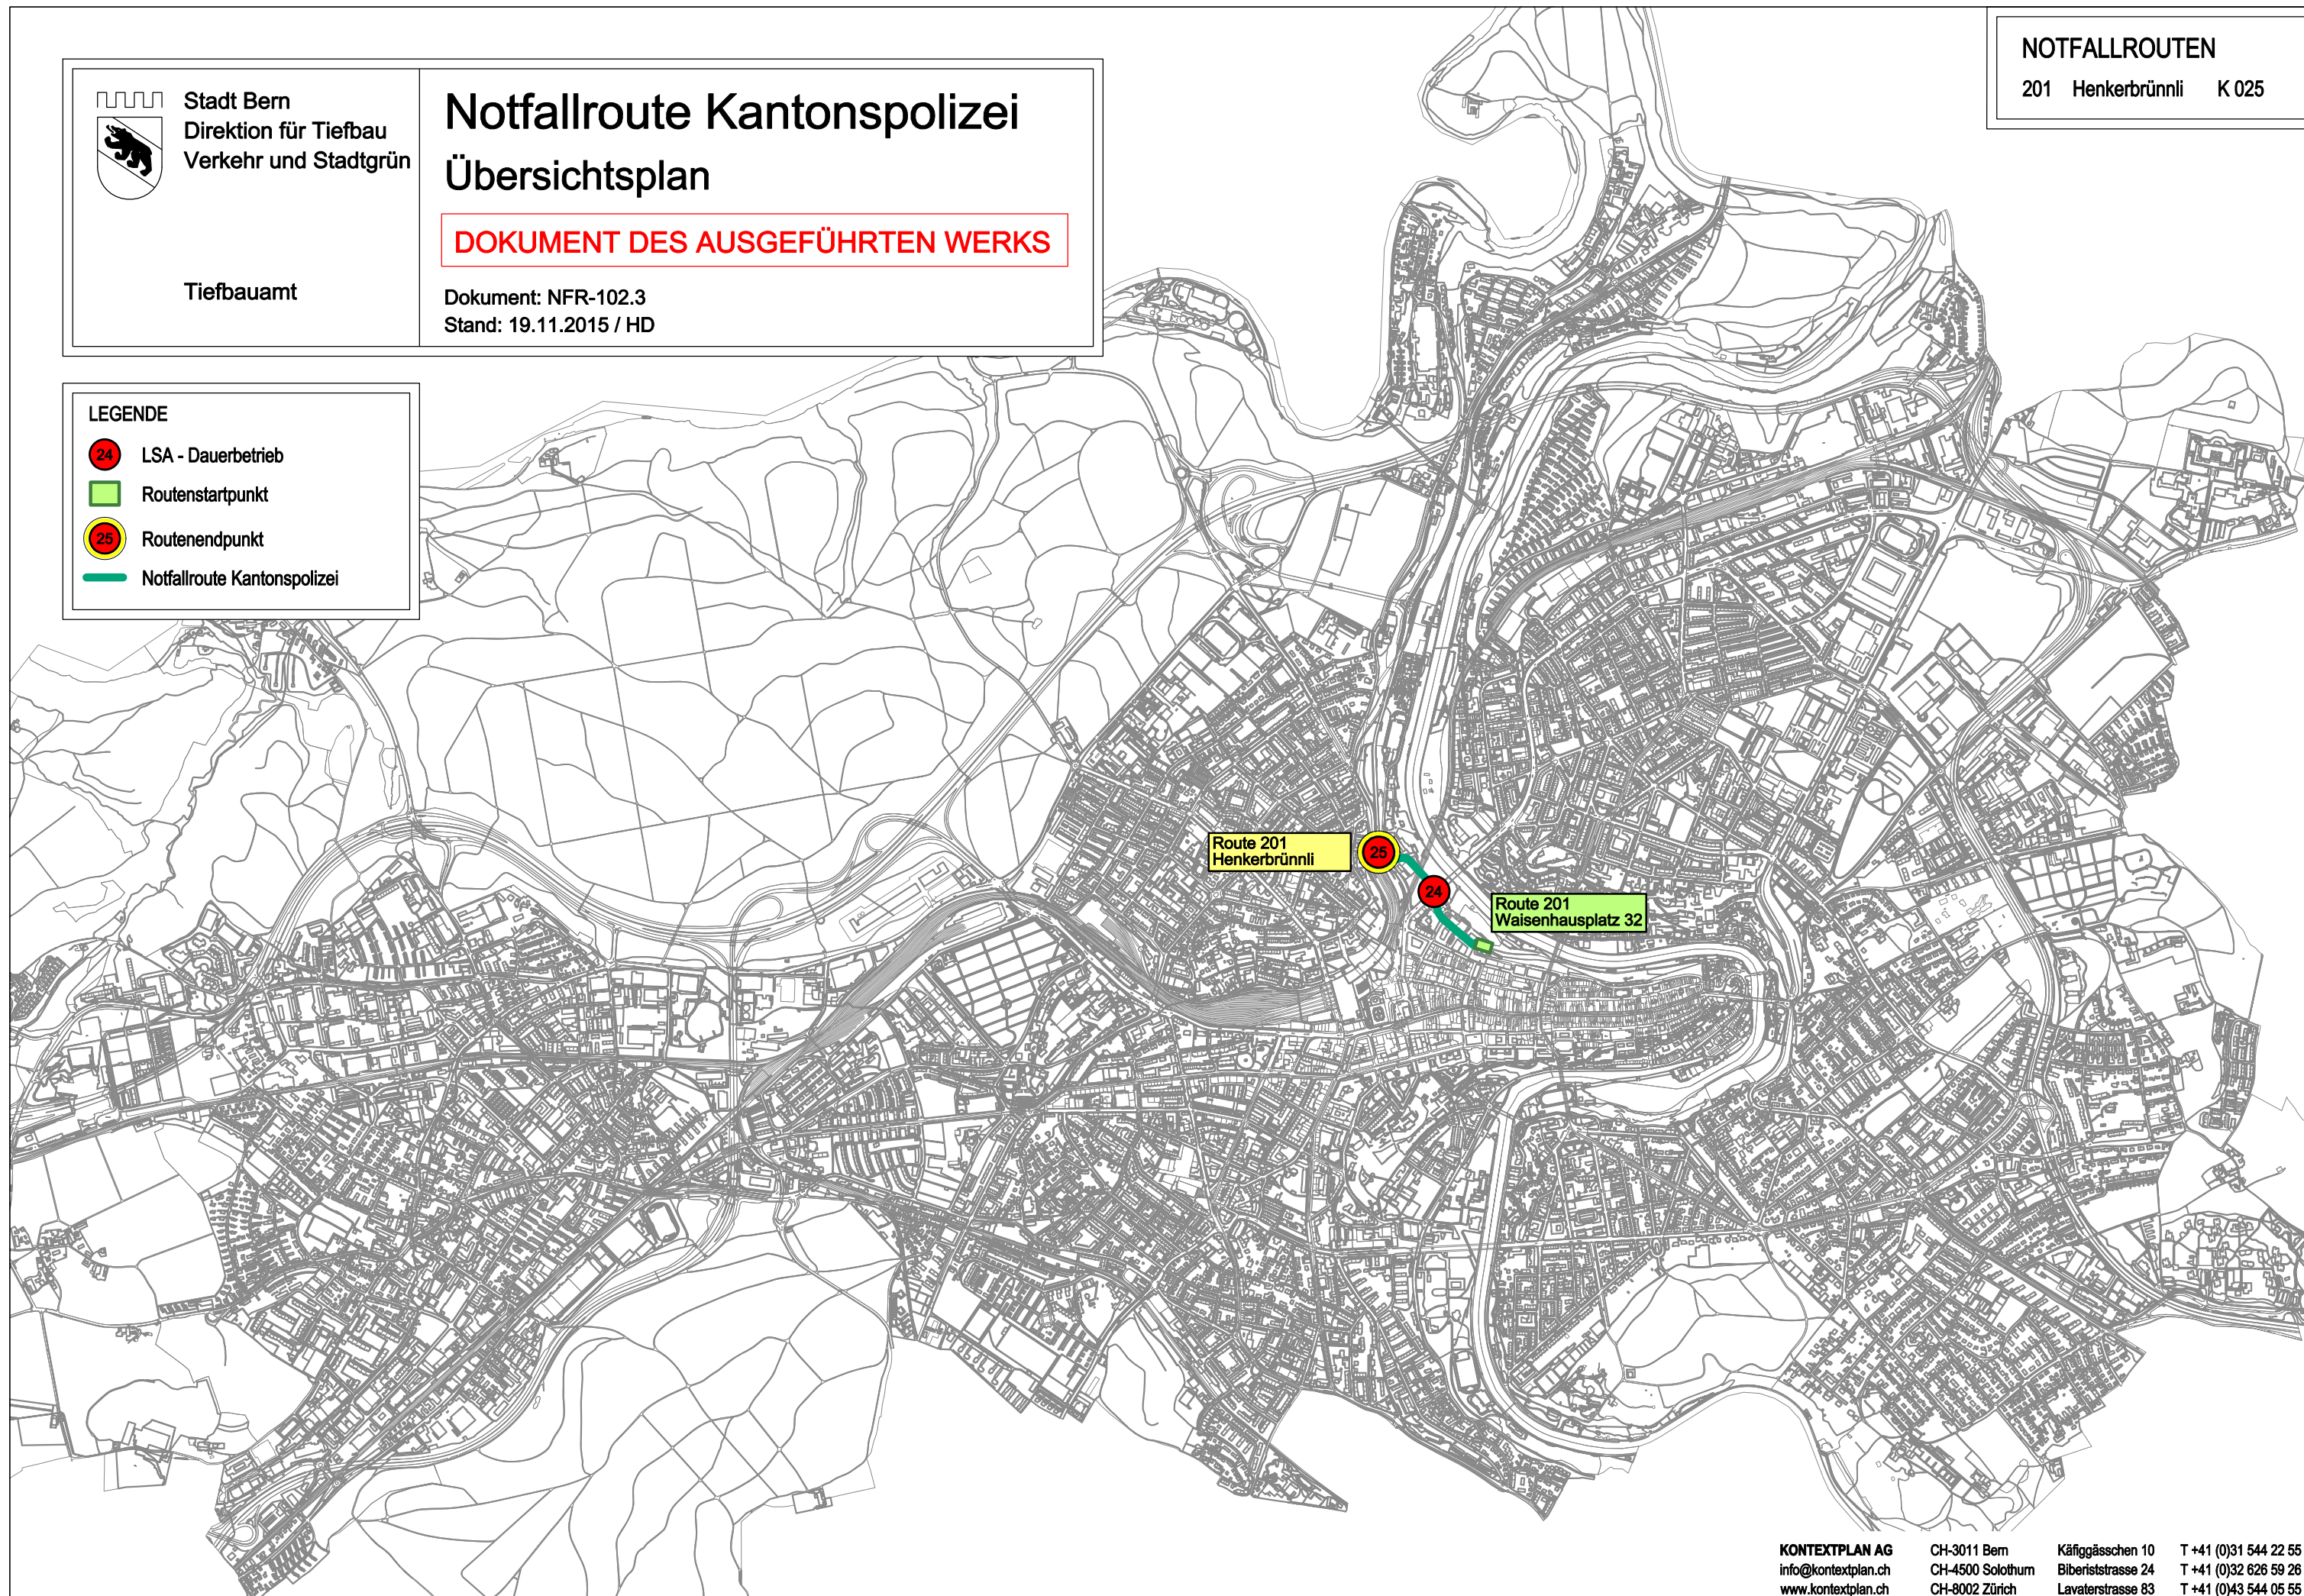 Stadt Bern
Direktion für Tiefbau
Verkehr und Stadtgrün
Tiefbauamt
Notfallroute Kantonspolizei
Übersichtsplan
DOKUMENT DES AUSGEFÜHRTEN WERKS
Dokument: NFR-102.3
Stand: 19.11.2015 / HD
NOTFALLROUTEN
201 Henkerbrünnli K 025
LEGENDE
24 LSA - Dauerbetrieb
Routenstartpunkt
25 Routenendpunkt
Notfallroute Kantonspolizei
Route 201
Henkerbrünnli
25
24
Route 201
Waisenhausplatz 32
KONTEXTPLAN AG CH-3011 Bern Käfiggässchen 10 T +41 (0)31 544 22 55
info@kontextplan.ch CH-4500 Solothurn Biberiststrasse 24 T +41 (0)32 626 59 26
www.kontextplan.ch CH-8002 Zürich Lavaterstrasse 83 T +41 (0)43 544 05 55